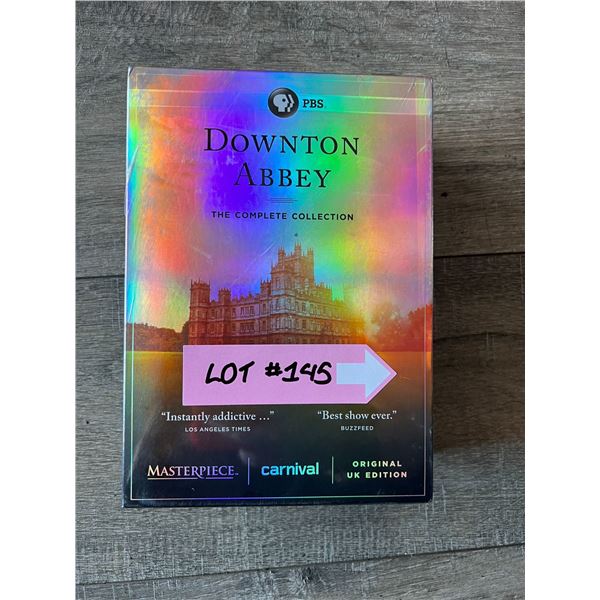 PBS
DOWNTON
ABBEY
THE COMPLETE COLLECTION
LOT #145
"Instantly addictive ..." "Best show ever."
LOS ANGELES TIMES BUZZFEED
MASTERPIECE. carnival ORIGINAL
UK EDITION